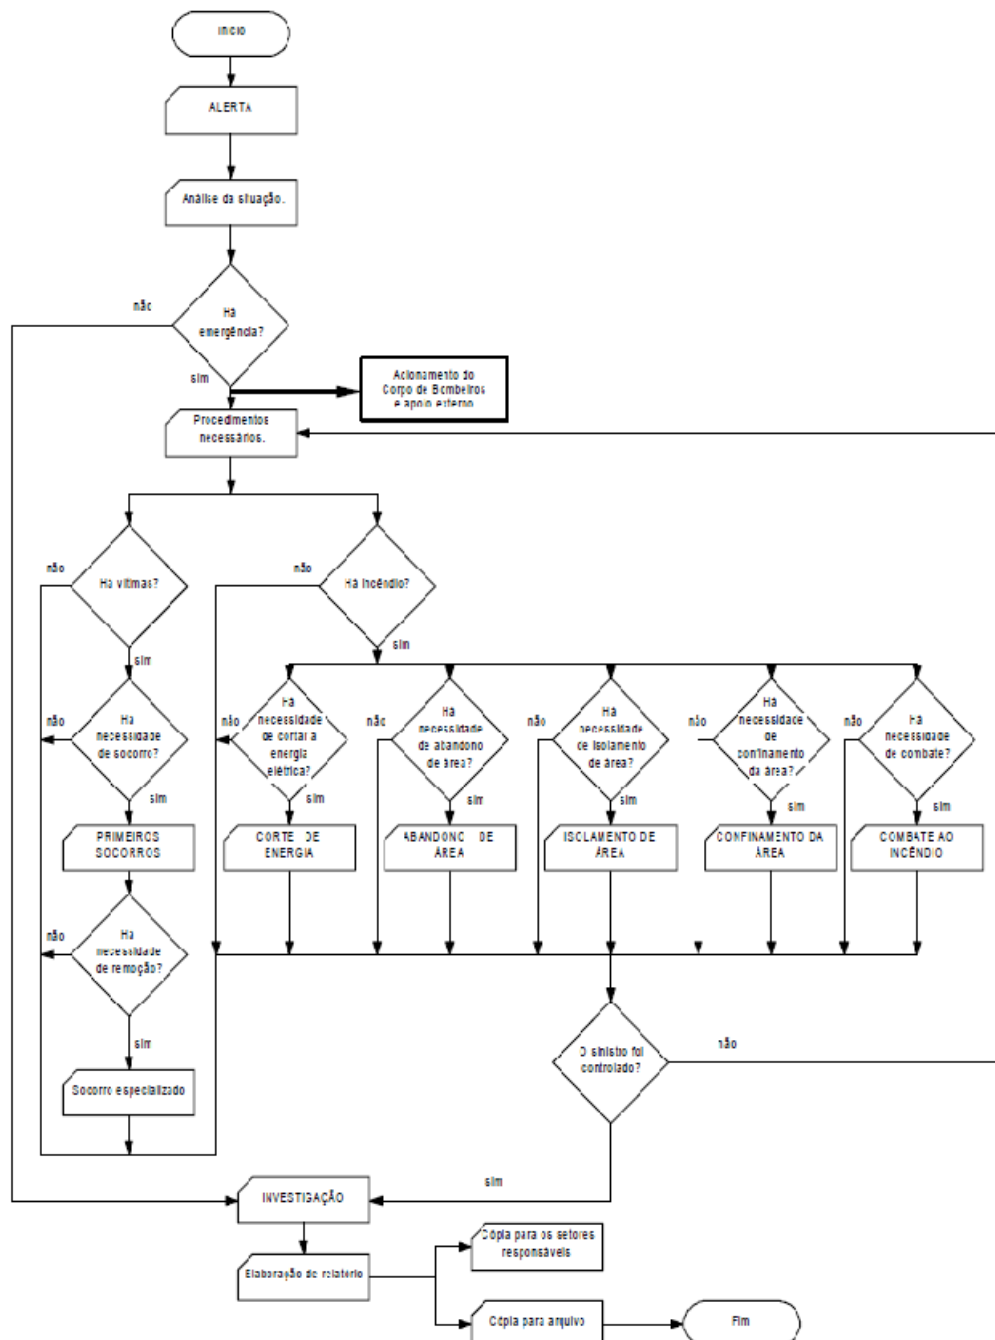 Início
ALERTA
Análise da situação.
não
Há
emergência?
sim
Acionamento do
Corpo de Bombeiros
e apoio externo
Procedimentos
necessários.
não
Há vítimas?
não
Há incêndio?
sim
sim
não
Há
necessidade
de socorro?
não
Há
necessidade
de cortar a
energia
elétrica?
não
Há
necessidade
de abandono
de área?
não
Há
necessidade
de isolamento
de área?
não
Há
necessidade
de
confinamento
da área?
não
Há
necessidade
de combate?
sim
sim
sim
sim
sim
sim
PRIMEIROS
SOCORROS
CORTE DE
ENERGIA
ABANDONO DE
ÁREA
ISOLAMENTO DE
ÁREA
CONFINAMENTO DA
ÁREA
COMBATE AO
INCÊNDIO
não
Há
necessidade
de remoção?
sim
O sinistro foi
controlado?
não
Socorro especializado
sim
INVESTIGAÇÃO
Cópia para os setores
responsáveis
Elaboração de relatório
Cópia para arquivo
Fim